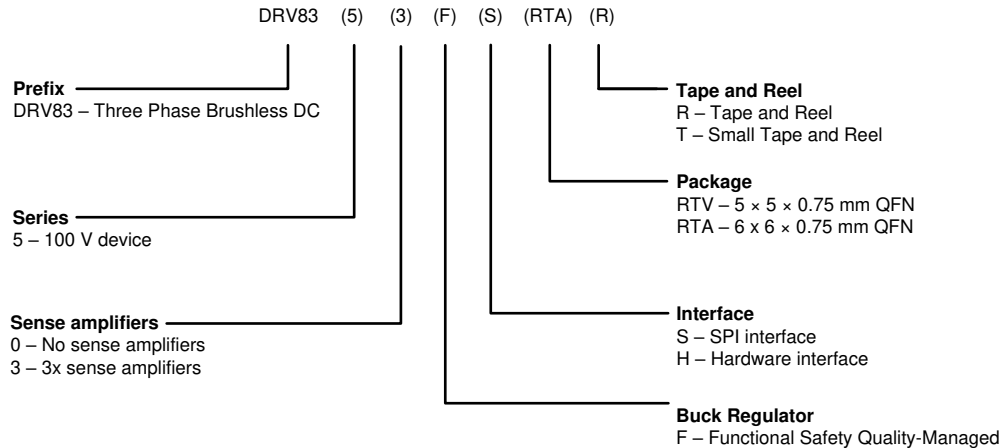 DRV83 (5) (3) (F) (S) (RTA) (R)
Prefix
DRV83 – Three Phase Brushless DC
Series
5 – 100 V device
Sense amplifiers
0 – No sense amplifiers
3 – 3x sense amplifiers
Tape and Reel
R – Tape and Reel
T – Small Tape and Reel
Package
RTV – 5 × 5 × 0.75 mm QFN
RTA – 6 x 6 × 0.75 mm QFN
Interface
S – SPI interface
H – Hardware interface
Buck Regulator
F – Functional Safety Quality-Managed